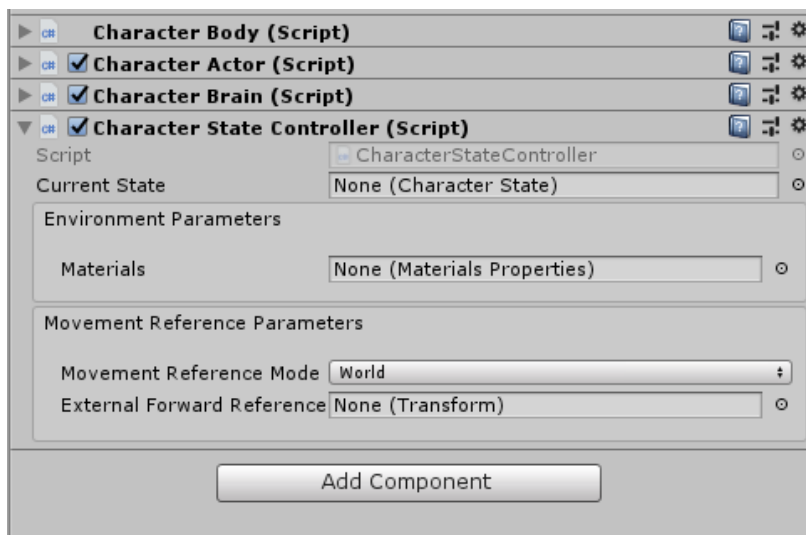 Character Body (Script)
Character Actor (Script)
Character Brain (Script)
Character State Controller (Script)
Script CharacterStateController
Current State None (Character State)
Environment Parameters
Materials None (Materials Properties)
Movement Reference Parameters
Movement Reference Mode World
External Forward Reference None (Transform)
Add Component